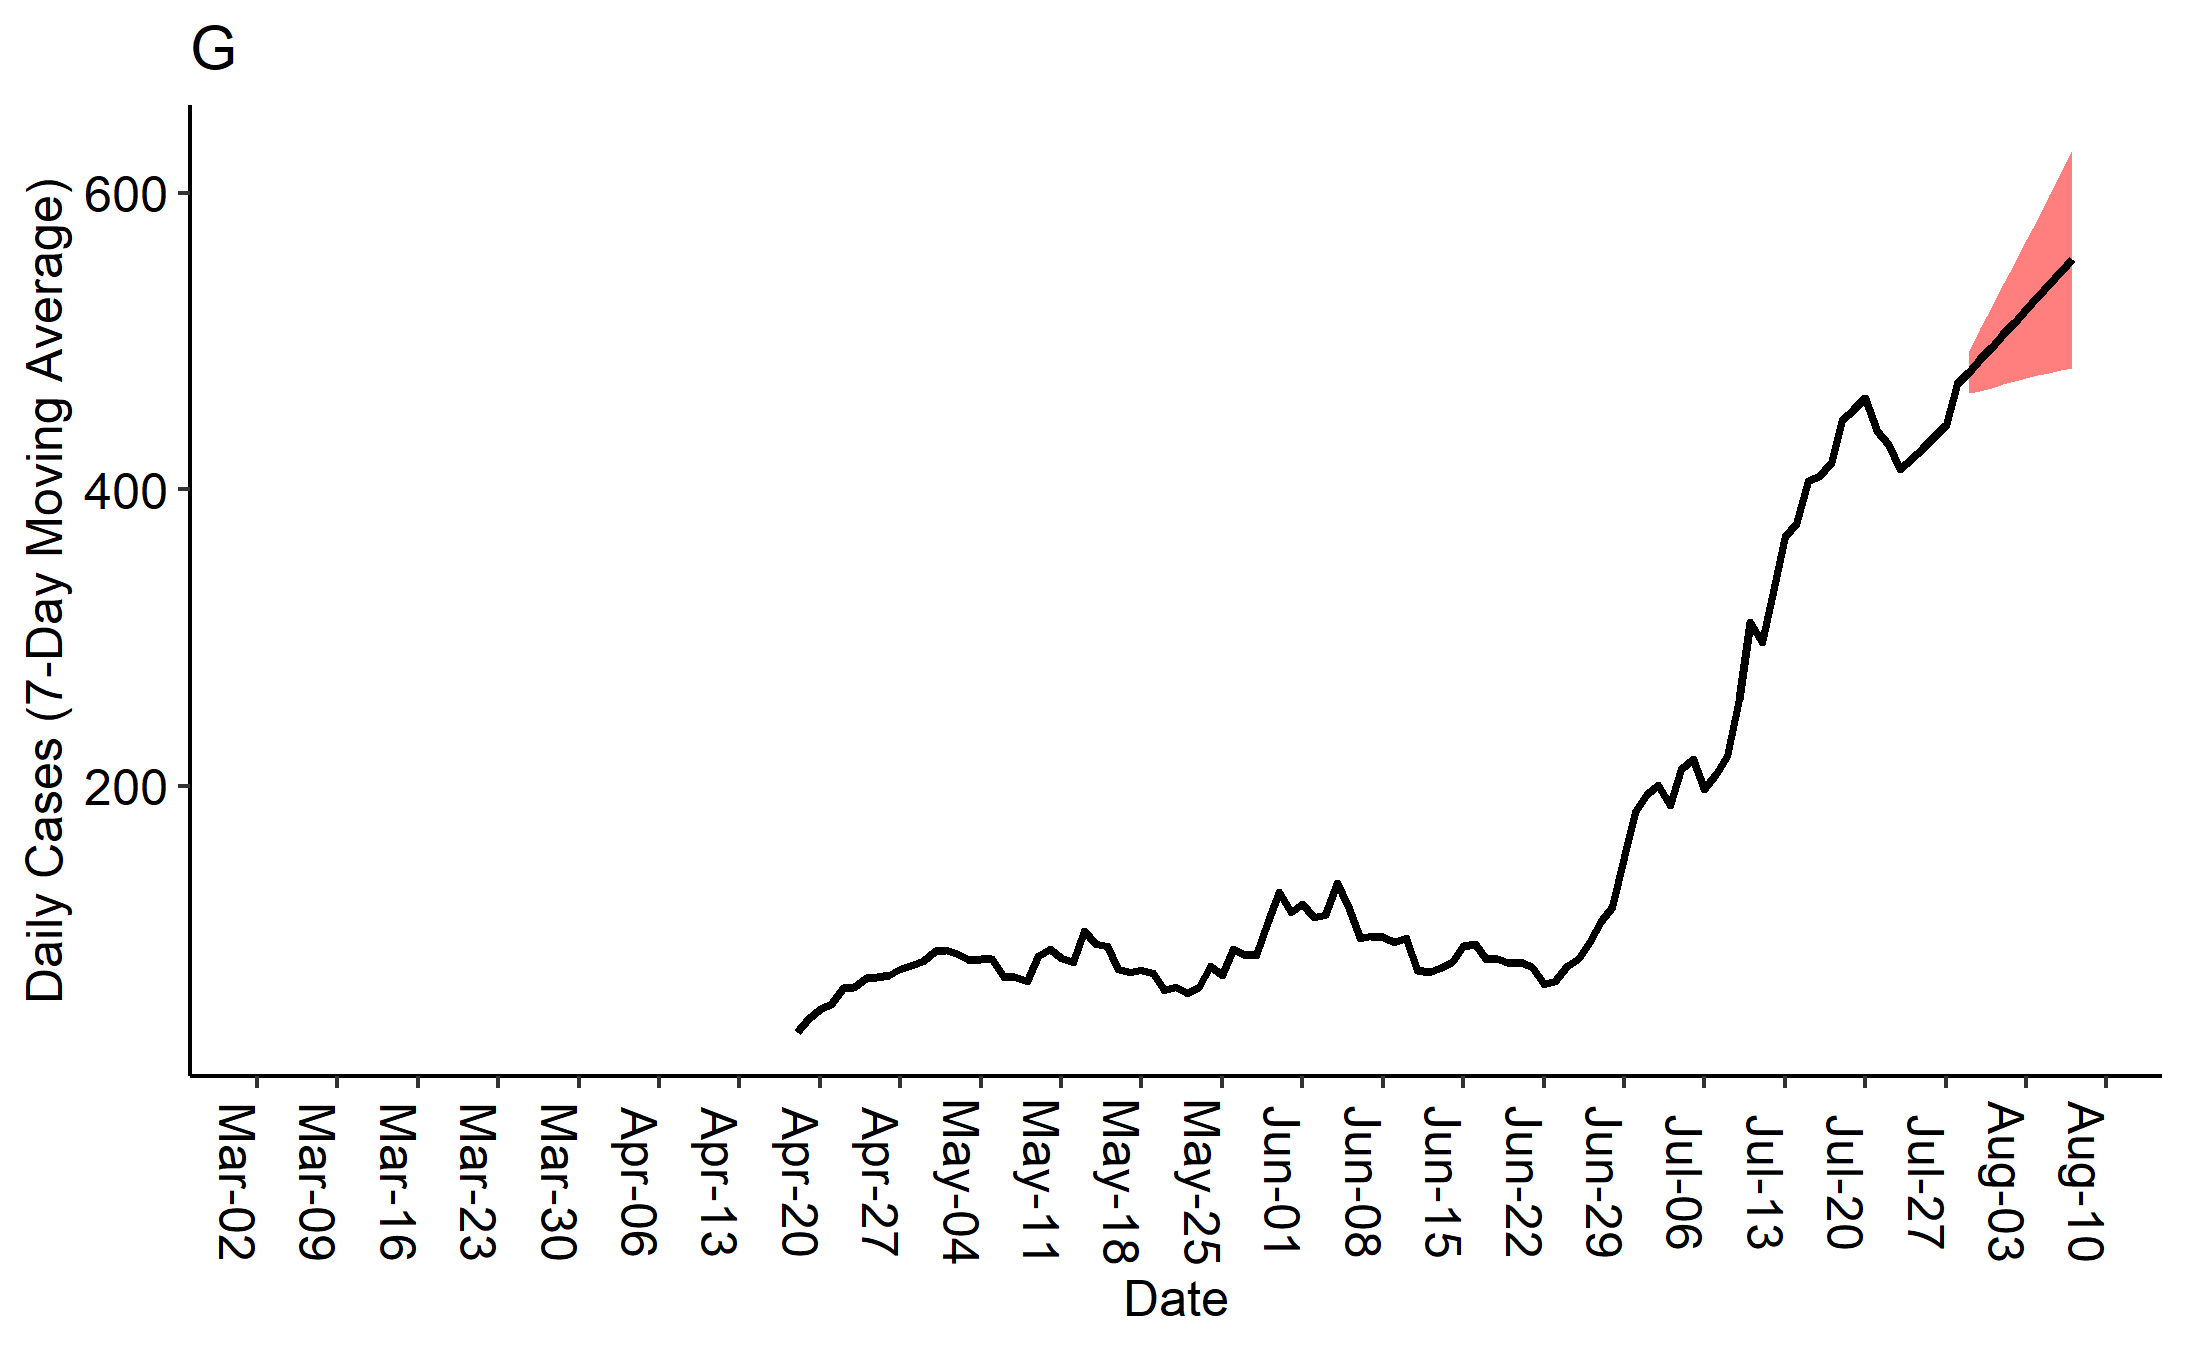 G
Daily Cases (7-Day Moving Average)
600
400
200
Mar-02
Mar-09
Mar-16
Mar-23
Mar-30
Apr-06
Apr-13
Apr-20
Apr-27
May-04
May-11
May-18
May-25
Jun-01
Jun-08
Jun-15
Jun-22
Jun-29
Jul-06
Jul-13
Jul-20
Jul-27
Aug-03
Aug-10
Date